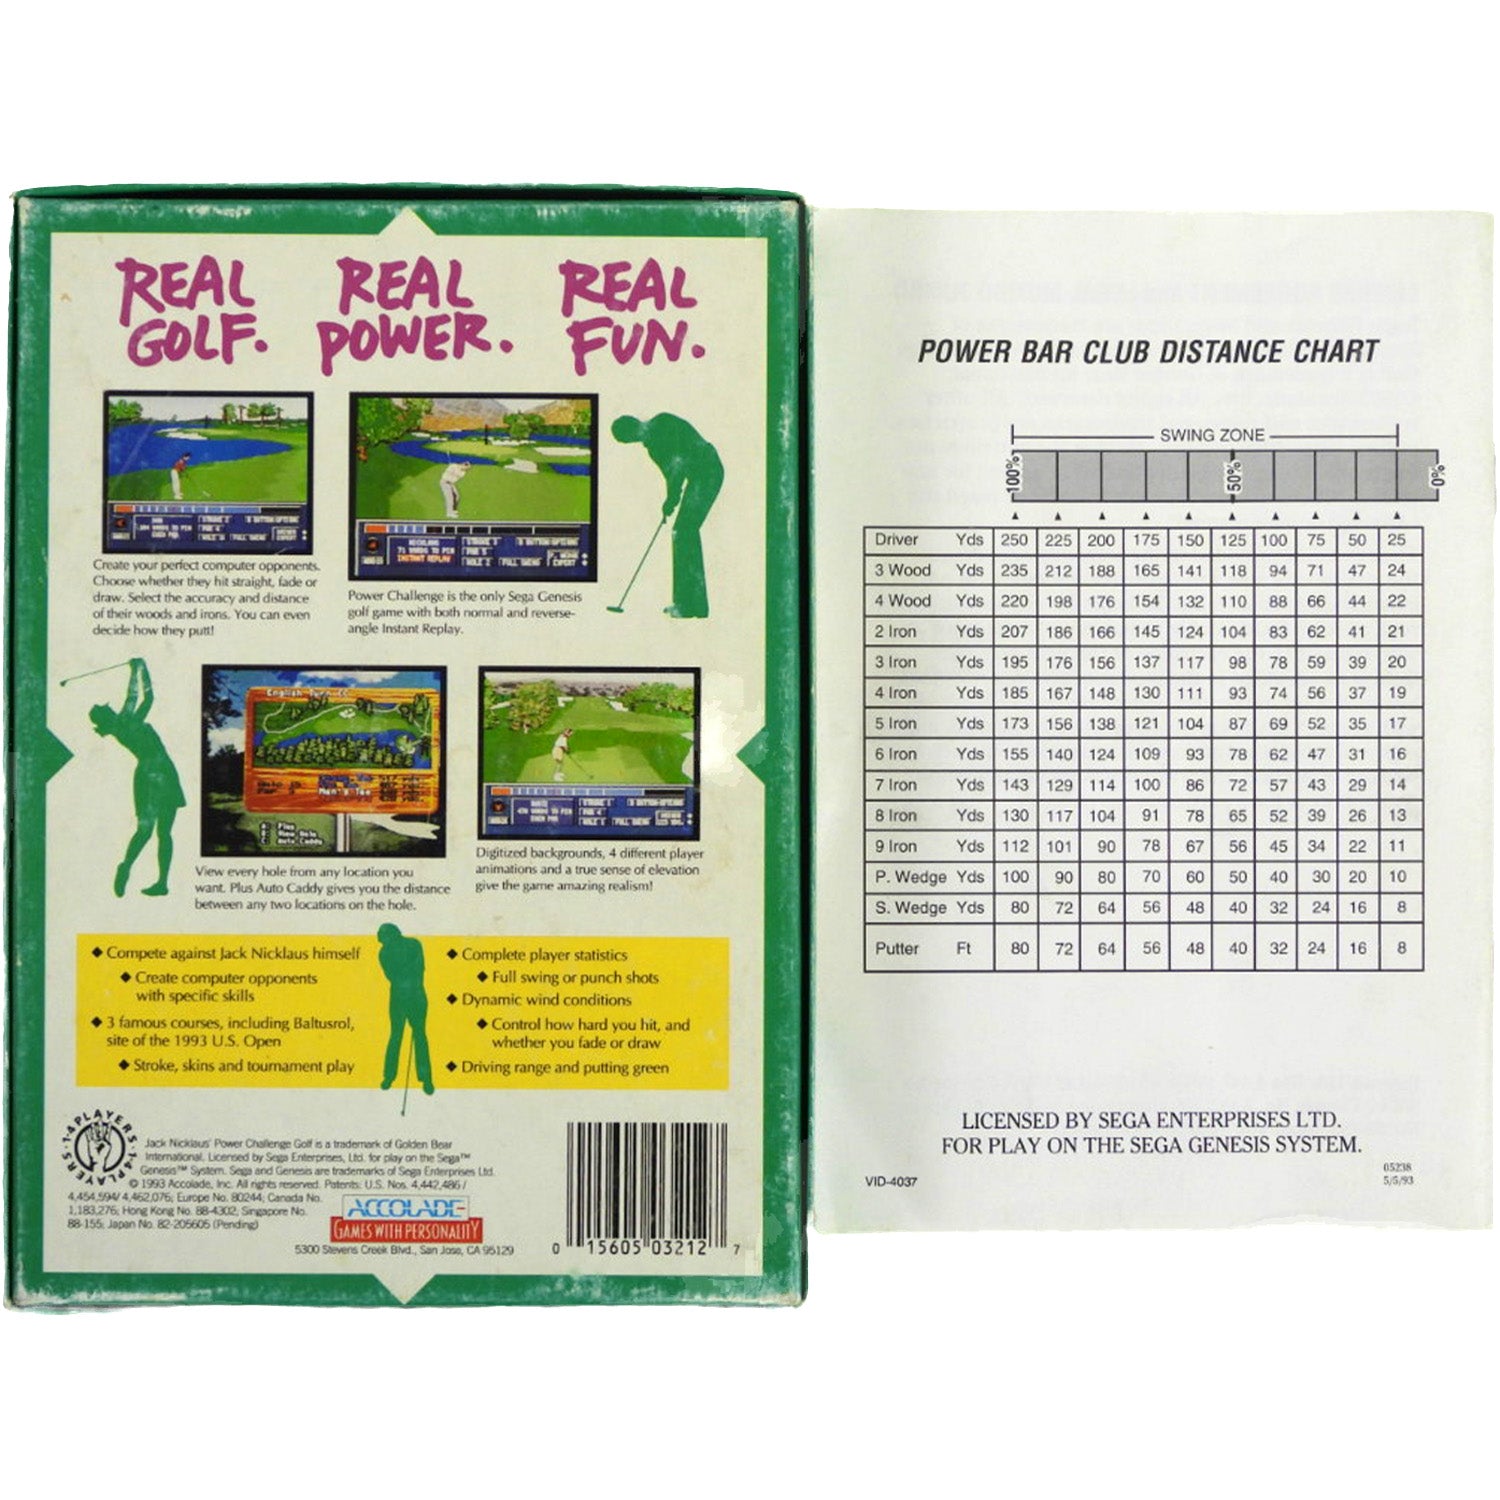 REAL GOLF.
REAL POWER.
REAL FUN.
Create your perfect computer opponents.
Choose whether they hit straight, fade or
draw. Select the accuracy and distance
of their woods and irons. You can even
decide how they putt!
Power Challenge is the only Sega Genesis
golf game with both normal and reverse-
angle Instant Replay.
English Turn CC
View every hole from any location you
want. Plus Auto Caddy gives you the distance
between any two locations on the hole.
Digitized backgrounds, 4 different player
animations and a true sense of elevation
give the game amazing realism!
◆ Compete against Jack Nicklaus himself
◆ Create computer opponents
with specific skills
◆ 3 famous courses, including Baltusrol,
site of the 1993 U.S. Open
◆ Stroke, skins and tournament play
◆ Complete player statistics
◆ Full swing or punch shots
◆ Dynamic wind conditions
◆ Control how hard you hit, and
whether you fade or draw
◆ Driving range and putting green
1-4 PLAYERS · 1-4 PLAYERS
Jack Nicklaus' Power Challenge Golf is a trademark of Golden Bear
International. Licensed by Sega Enterprises, Ltd. for play on the Sega™
Genesis™ System. Sega and Genesis are trademarks of Sega Enterprises Ltd.
© 1993 Accolade, Inc. All rights reserved. Patents: U.S. Nos. 4,442,486/
4,454,594/ 4,462,076; Europe No. 80244; Canada No.
1,183,276; Hong Kong No. 88-4302; Singapore No.
88-155; Japan No. 82-205605 (Pending)
ACCOLADE
GAMES WITH PERSONALITY
5300 Stevens Creek Blvd., San Jose, CA 95129
0 15605 03212 7
POWER BAR CLUB DISTANCE CHART
SWING ZONE
100% 50% 0%
Driver Yds 250 225 200 175 150 125 100 75 50 25
3 Wood Yds 235 212 188 165 141 118 94 71 47 24
4 Wood Yds 220 198 176 154 132 110 88 66 44 22
2 Iron Yds 207 186 166 145 124 104 83 62 41 21
3 Iron Yds 195 176 156 137 117 98 78 59 39 20
4 Iron Yds 185 167 148 130 111 93 74 56 37 19
5 Iron Yds 173 156 138 121 104 87 69 52 35 17
6 Iron Yds 155 140 124 109 93 78 62 47 31 16
7 Iron Yds 143 129 114 100 86 72 57 43 29 14
8 Iron Yds 130 117 104 91 78 65 52 39 26 13
9 Iron Yds 112 101 90 78 67 56 45 34 22 11
P. Wedge Yds 100 90 80 70 60 50 40 30 20 10
S. Wedge Yds 80 72 64 56 48 40 32 24 16 8
Putter Ft 80 72 64 56 48 40 32 24 16 8
LICENSED BY SEGA ENTERPRISES LTD.
FOR PLAY ON THE SEGA GENESIS SYSTEM.
VID-4037
05238
5/5/93